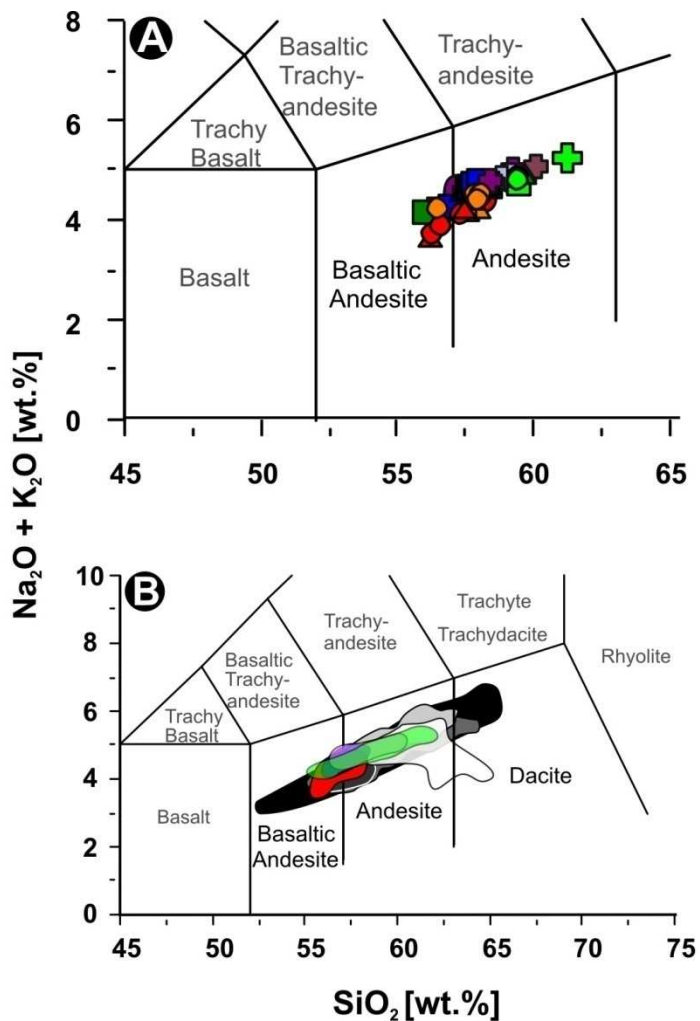 A
8
6
4
2
0
Basaltic
Trachy-
andesite
Trachy-
andesite
Trachy
Basalt
Basalt
Basaltic
Andesite
Andesite
45
50
55
60
65
Na₂O + K₂O [wt.%]
B
10
8
6
4
2
0
Trachyte
Trachydacite
Trachy-
andesite
Rhyolite
Basaltic
Trachy-
andesite
Trachy
Basalt
Dacite
Basalt
Andesite
Basaltic
Andesite
45
50
55
60
65
70
75
SiO₂ [wt.%]